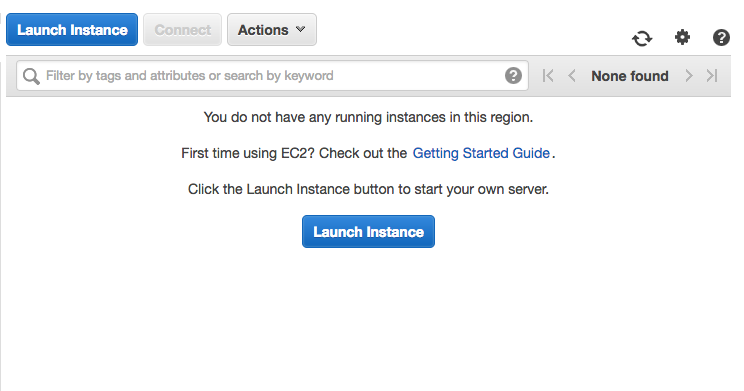 Launch Instance Connect Actions
Filter by tags and attributes or search by keyword None found
You do not have any running instances in this region.
First time using EC2? Check out the Getting Started Guide.
Click the Launch Instance button to start your own server.
Launch Instance